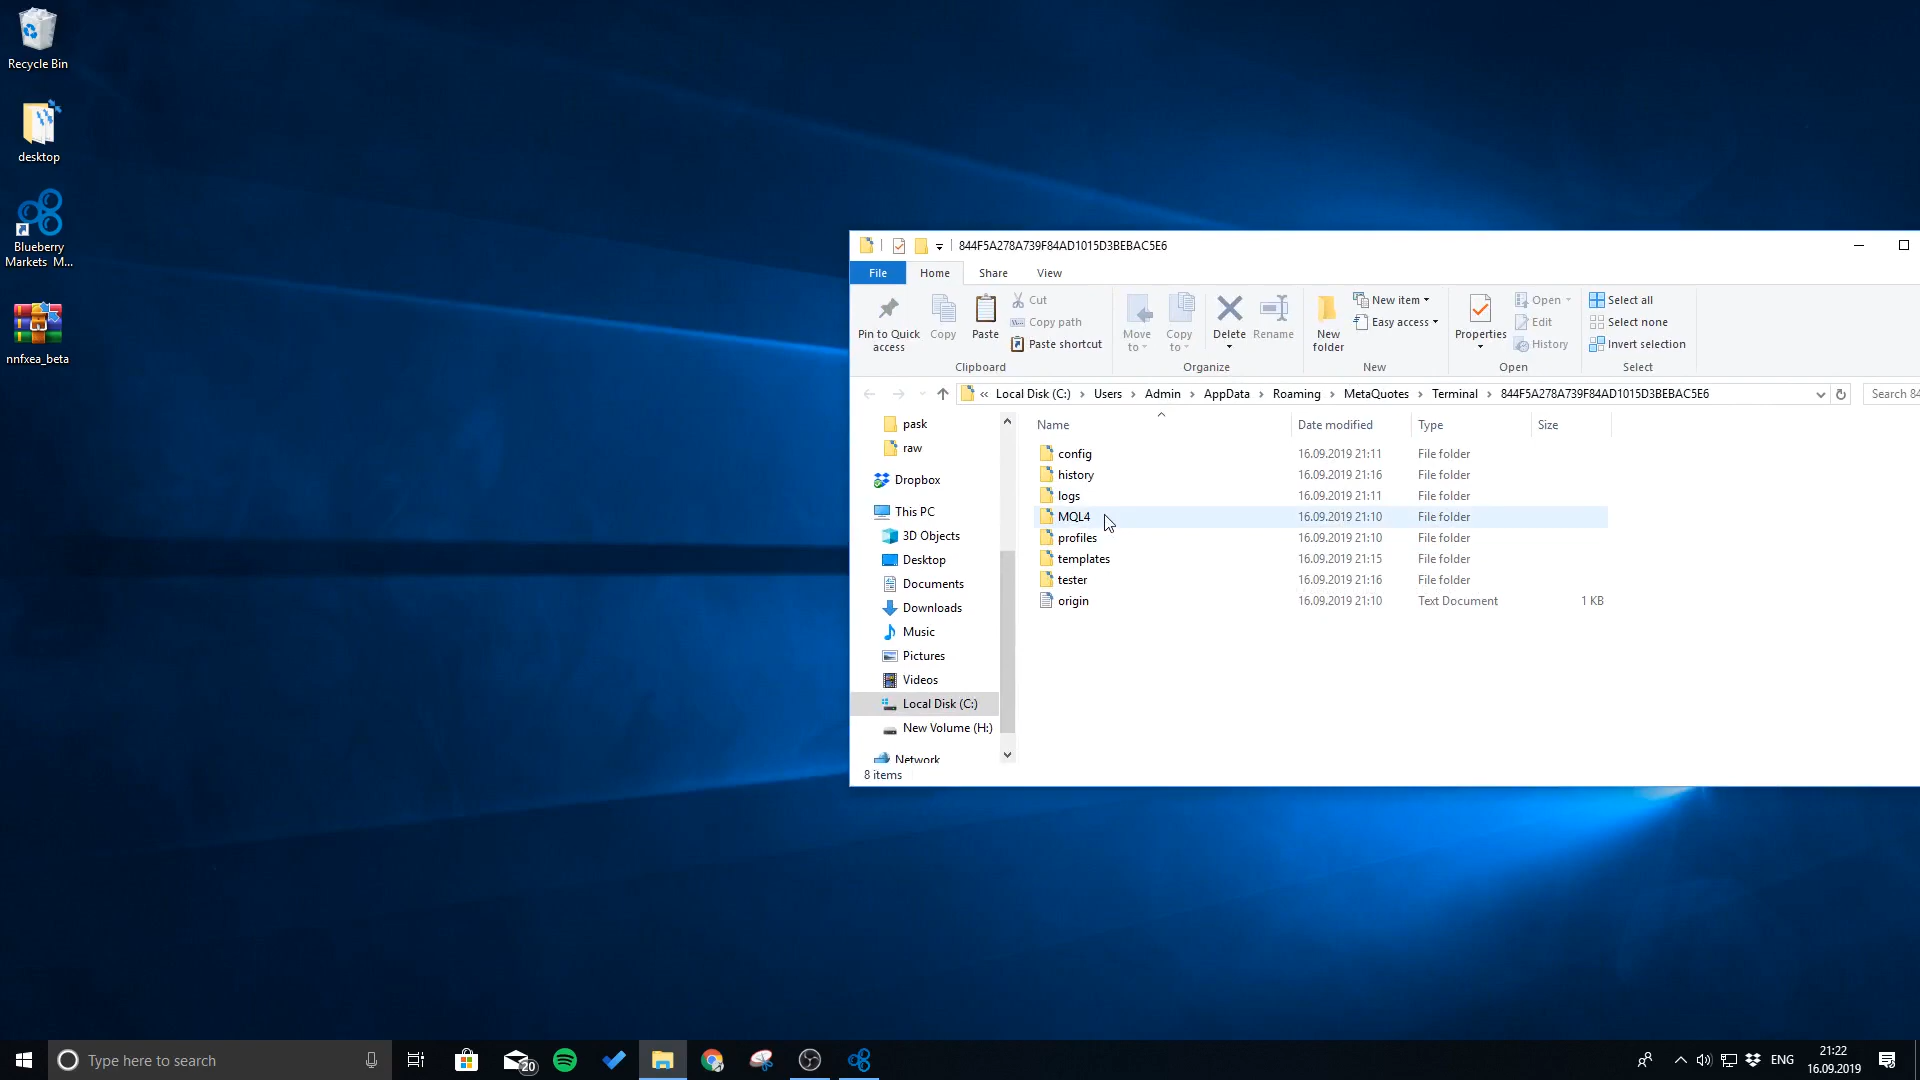 Recycle Bin
desktop
Blueberry
Markets M...
nnfxea_beta
844F5A278A739F84AD1015D3BEBAC5E6
File Home Share View
Pin to Quick access
Copy
Paste
Cut
Copy path
Paste shortcut
Clipboard
Move to
Copy to
Delete
Rename
Organize
New folder
New item
Easy access
New
Properties
Open
Edit
History
Open
Select all
Select none
Invert selection
Select
« Local Disk (C:) › Users › Admin › AppData › Roaming › MetaQuotes › Terminal › 844F5A278A739F84AD1015D3BEBAC5E6
Search 84
pask
raw
Dropbox
This PC
3D Objects
Desktop
Documents
Downloads
Music
Pictures
Videos
Local Disk (C:)
New Volume (H:)
Network
Name Date modified Type Size
config 16.09.2019 21:11 File folder
history 16.09.2019 21:16 File folder
logs 16.09.2019 21:11 File folder
MQL4 16.09.2019 21:10 File folder
profiles 16.09.2019 21:10 File folder
templates 16.09.2019 21:15 File folder
tester 16.09.2019 21:16 File folder
origin 16.09.2019 21:10 Text Document 1 KB
8 items
Type here to search
20
ENG
21:22
16.09.2019